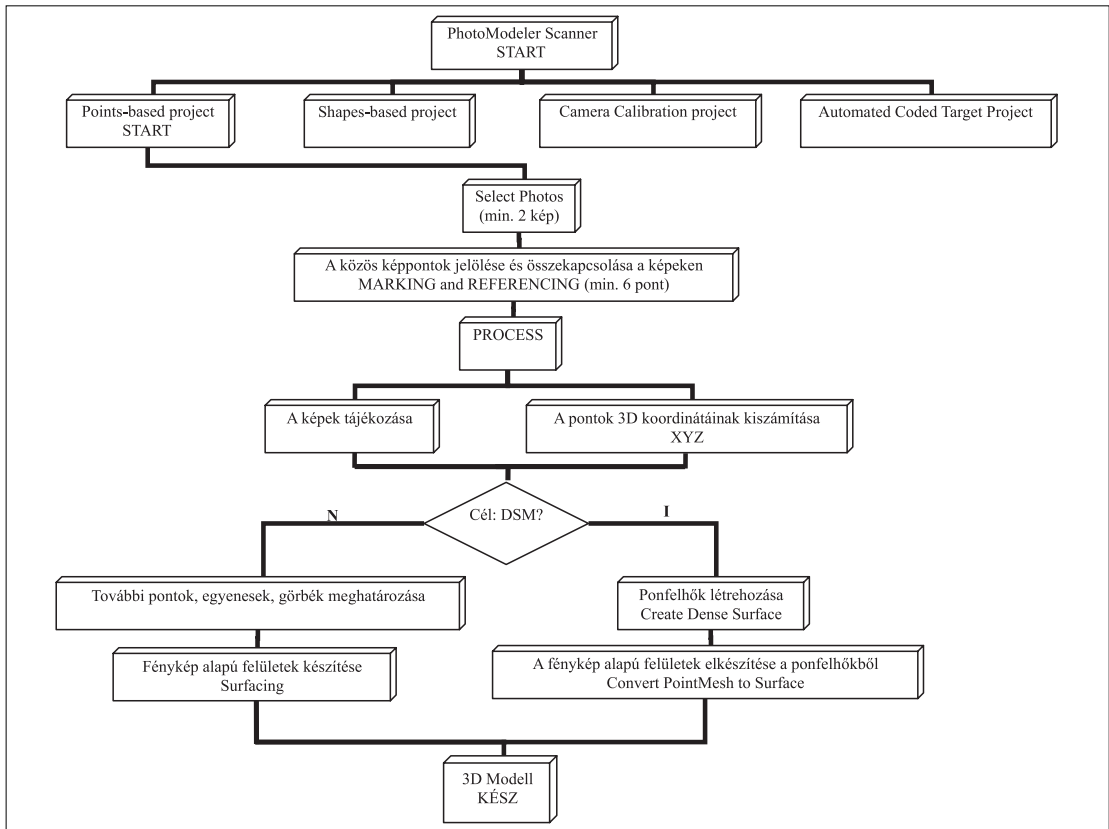 PhotoModeler Scanner
START
Points-based project
START
Shapes-based project
Camera Calibration project
Automated Coded Target Project
Select Photos
(min. 2 kép)
A közös képpontok jelölése és összekapcsolása a képeken
MARKING and REFERENCING (min. 6 pont)
PROCESS
A képek tájékozása
A pontok 3D koordinátáinak kiszámítása
XYZ
Cél: DSM?
N
I
További pontok, egyenesek, görbék meghatározása
Ponfelhők létrehozása
Create Dense Surface
Fénykép alapú felületek készítése
Surfacing
A fénykép alapú felületek elkészítése a ponfelhőkből
Convert PointMesh to Surface
3D Modell
KÉSZ